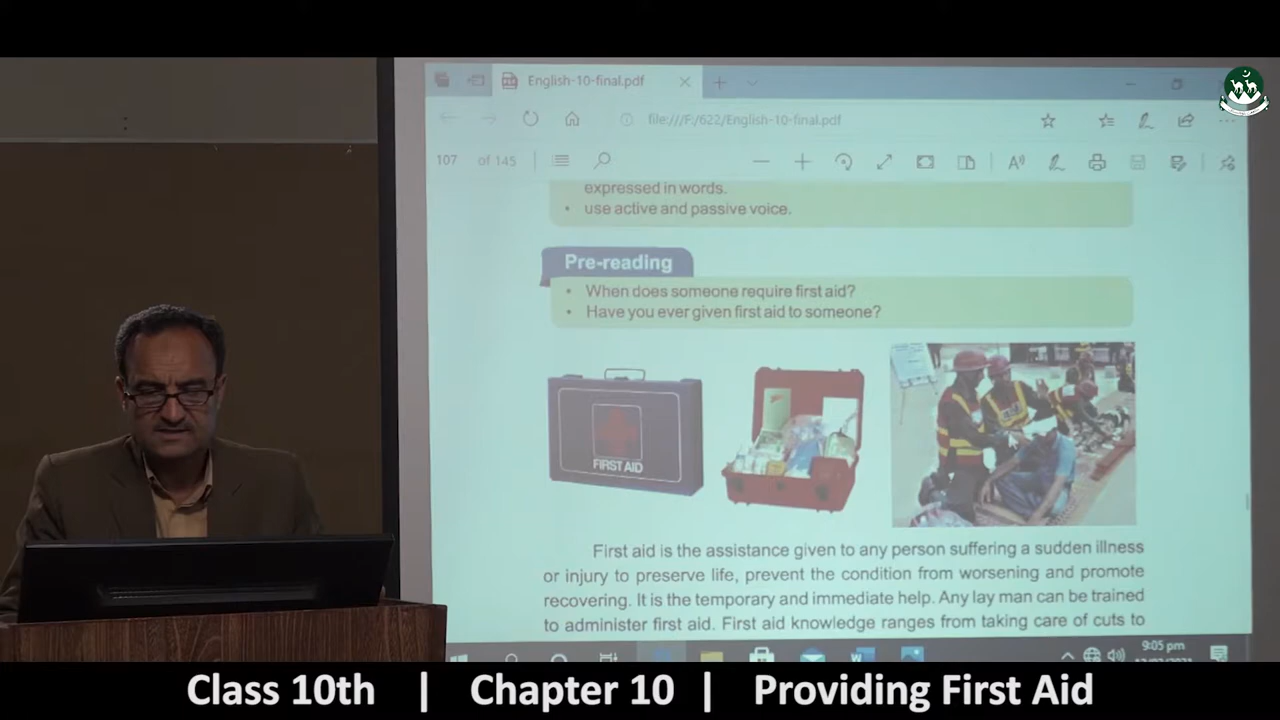 English-10-final.pdf
file:///F:/622/English-10-final.pdf
107 of 145
expressed in words.
• use active and passive voice.
Pre-reading
• When does someone require first aid?
• Have you ever given first aid to someone?
FIRST AID
First aid is the assistance given to any person suffering a sudden illness
or injury to preserve life, prevent the condition from worsening and promote
recovering. It is the temporary and immediate help. Any lay man can be trained
to administer first aid. First aid knowledge ranges from taking care of cuts to
9:05 pm
Class 10th | Chapter 10 | Providing First Aid